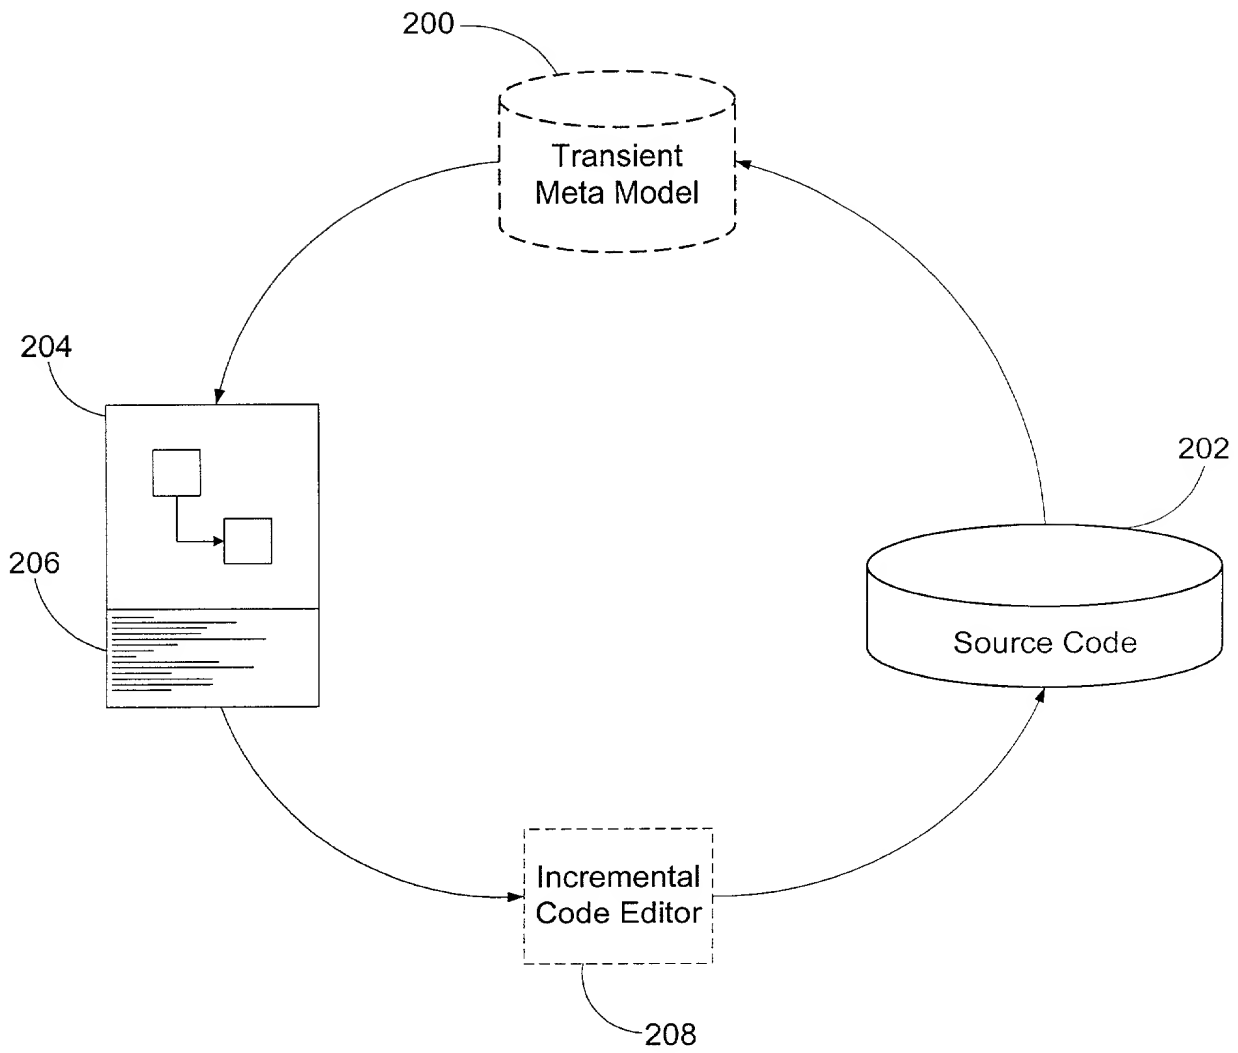 200
Transient
Meta Model
204
202
206
Source Code
Incremental
Code Editor
208